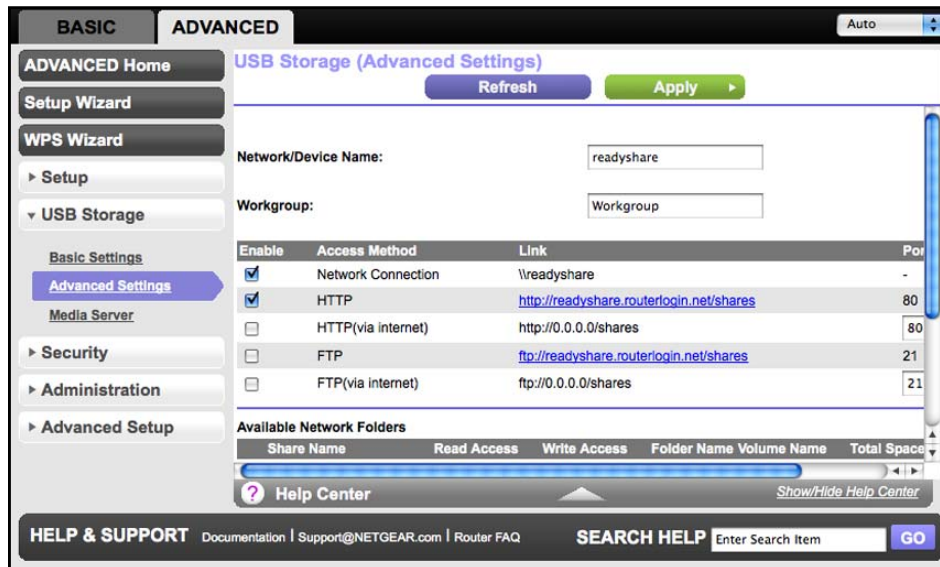 BASIC ADVANCED Auto
ADVANCED Home
Setup Wizard
WPS Wizard
Setup
USB Storage
Basic Settings
Advanced Settings
Media Server
Security
Administration
Advanced Setup
USB Storage (Advanced Settings)
Refresh Apply
Network/Device Name: readyshare
Workgroup: Workgroup
Enable Access Method Link
Network Connection \\readyshare -
HTTP http://readyshare.routerlogin.net/shares 80
HTTP(via internet) http://0.0.0.0/shares 80
FTP ftp://readyshare.routerlogin.net/shares 21
FTP(via internet) ftp://0.0.0.0/shares 21
Available Network Folders
Share Name Read Access Write Access Folder Name Volume Name Total Space
? Help Center Show/Hide Help Center
HELP & SUPPORT Documentation | Support@NETGEAR.com | Router FAQ SEARCH HELP Enter Search Item GO